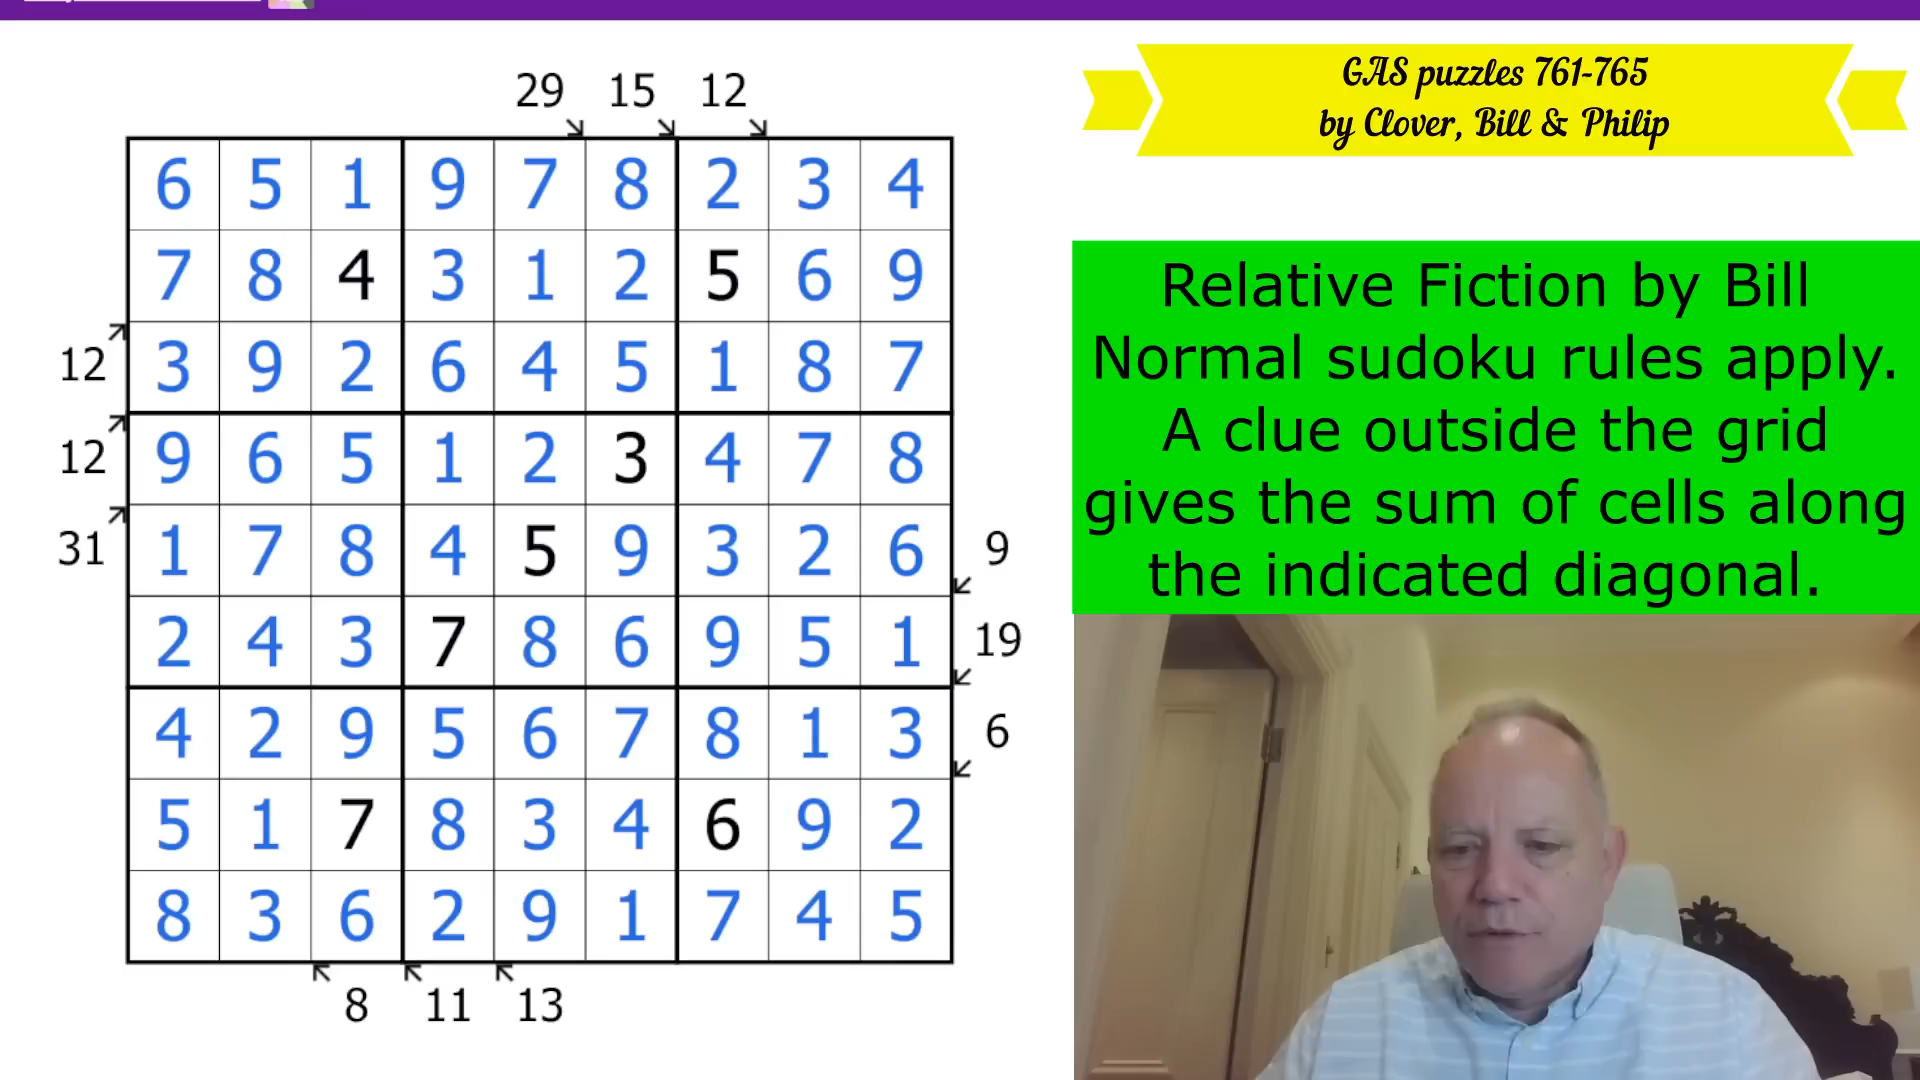 GAS puzzles 761-765
by Clover, Bill & Philip
29 15 12
6 5 1 9 7 8 2 3 4
7 8 4 3 1 2 5 6 9
12 3 9 2 6 4 5 1 8 7
12 9 6 5 1 2 3 4 7 8
31 1 7 8 4 5 9 3 2 6 9
2 4 3 7 8 6 9 5 1 19
4 2 9 5 6 7 8 1 3 6
5 1 7 8 3 4 6 9 2
8 3 6 2 9 1 7 4 5
8 11 13
Relative Fiction by Bill
Normal sudoku rules apply.
A clue outside the grid
gives the sum of cells along
the indicated diagonal.